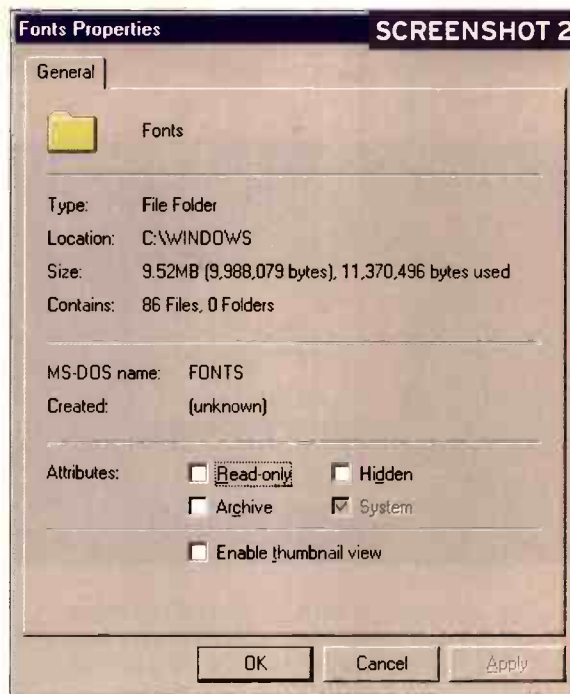 Fonts Properties
SCREENSHOT 2
General
Fonts
Type: File Folder
Location: C:\WINDOWS
Size: 9.52MB (9,988,079 bytes), 11,370,496 bytes used
Contains: 86 Files, 0 Folders
MS-DOS name: FONTS
Created: (unknown)
Attributes: Read-only Hidden
Archive System
Enable thumbnail view
OK Cancel Apply